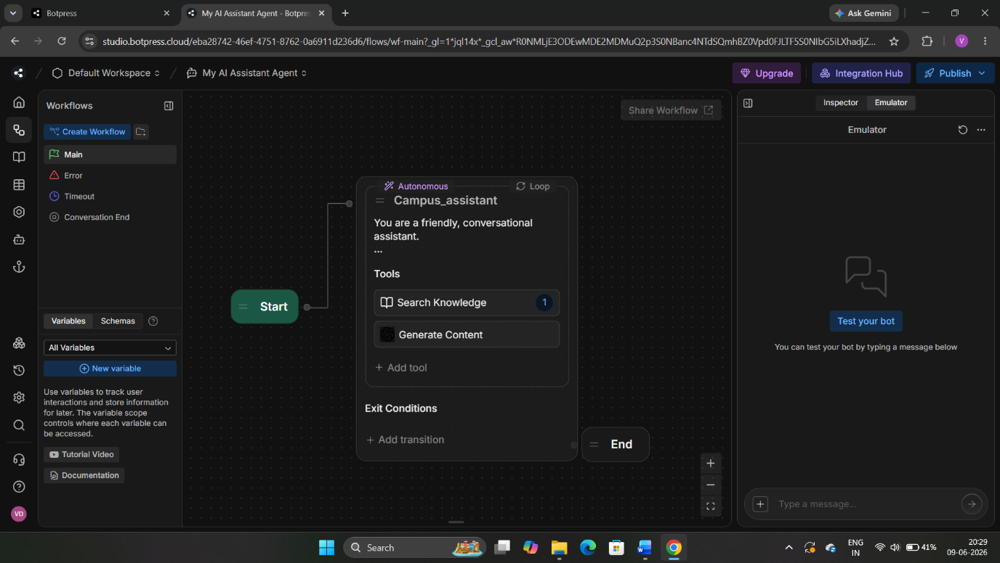 Botpress
My AI Assistant Agent - Botpres
Ask Gemini
studio.botpress.cloud/eba28742-46ef-4751-8762-0a6911d236d6/flows/wf-main?_gl=1*jql14x*_gcl_aw*R0NMLjE3ODEwMDE2MDMuQ2p3S0NBanc4NTdSQmhBZ0Vpd0FJLTF5S0NIbG5iLXhadjZ...
V
Default Workspace
My AI Assistant Agent
Upgrade
Integration Hub
Publish
Workflows
Create Workflow
Main
Error
Timeout
Conversation End
Variables
Schemas
All Variables
New variable
Use variables to track user
interactions and store information
for later. The variable scope
controls where each variable can
be accessed.
Tutorial Video
Documentation
VD
Share Workflow
Start
Autonomous
Loop
Campus_assistant
You are a friendly, conversational
assistant.
...
Tools
Search Knowledge
1
Generate Content
+ Add tool
Exit Conditions
+ Add transition
End
Inspector
Emulator
Emulator
Test your bot
You can test your bot by typing a message below
Type a message...
Search
ENG
IN
41%
20:29
09-06-2026